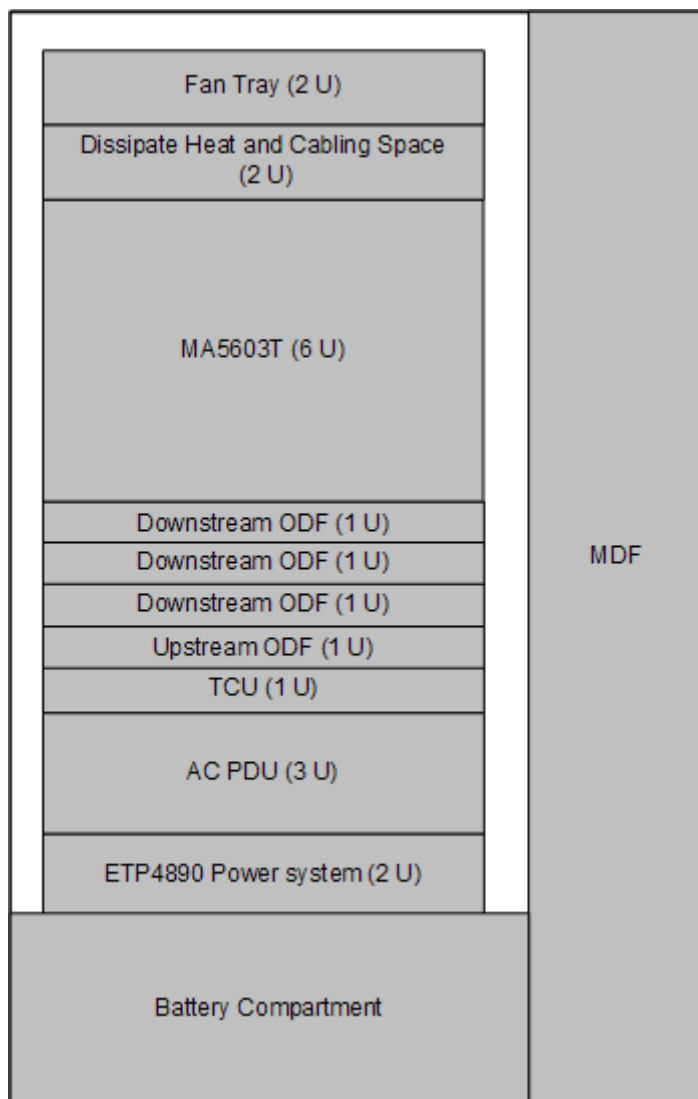 Fan Tray (2 U)
Dissipate Heat and Cabling Space
(2 U)
MA5603T (6 U)
Downstream ODF (1 U)
Downstream ODF (1 U)
Downstream ODF (1 U)
Upstream ODF (1 U)
TCU (1 U)
AC PDU (3 U)
ETP4890 Power system (2 U)
Battery Compartment
MDF